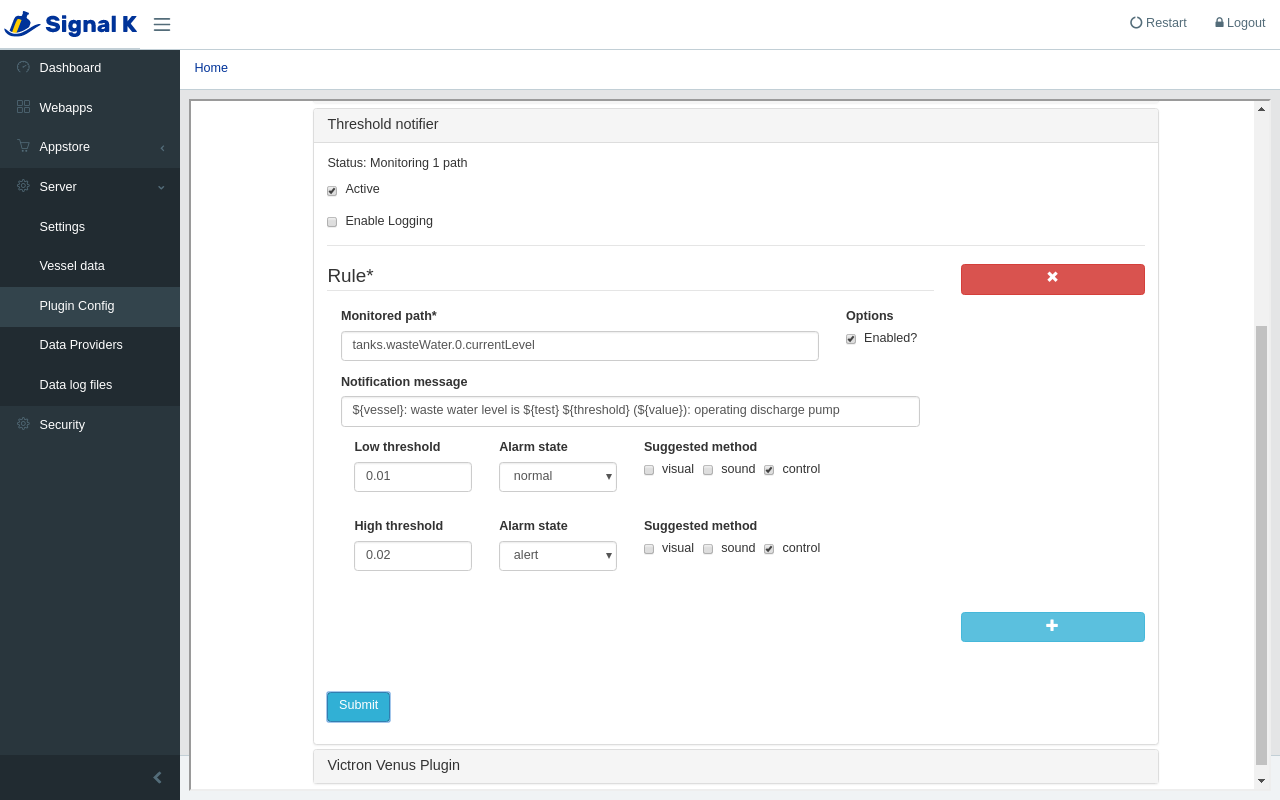 Signal K
Restart
Logout
Dashboard
Home
Webapps
Appstore
Server
Settings
Vessel data
Plugin Config
Data Providers
Data log files
Security
Threshold notifier
Status: Monitoring 1 path
Active
Enable Logging
Rule*
Monitored path*
Options
tanks.wasteWater.0.currentLevel
Enabled?
Notification message
${vessel}: waste water level is ${test} ${threshold} (${value}): operating discharge pump
Low threshold
Alarm state
Suggested method
0.01
normal
visual
sound
control
High threshold
Alarm state
Suggested method
0.02
alert
visual
sound
control
Submit
Victron Venus Plugin